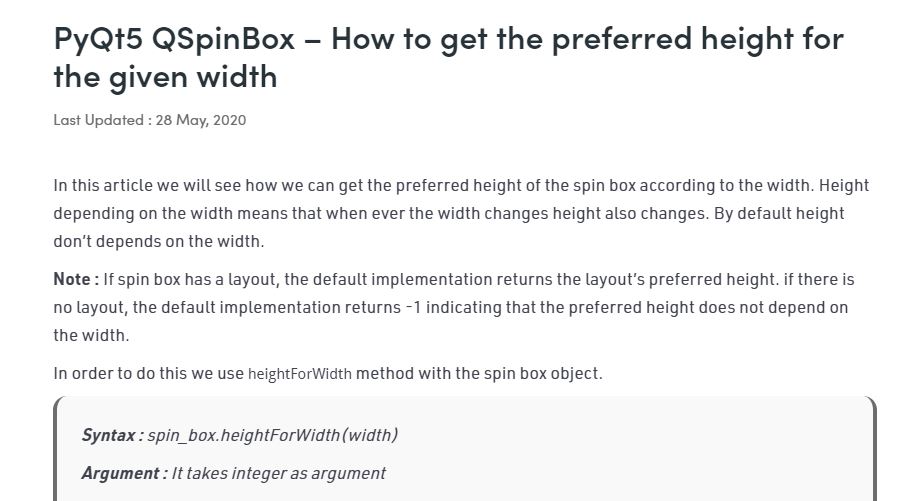 PyQt5 QSpinBox – How to get the preferred height for
the given width
Last Updated : 28 May, 2020
In this article we will see how we can get the preferred height of the spin box according to the width. Height
depending on the width means that when ever the width changes height also changes. By default height
don't depends on the width.
Note : If spin box has a layout, the default implementation returns the layout's preferred height. if there is
no layout, the default implementation returns -1 indicating that the preferred height does not depend on
the width.
In order to do this we use heightForWidth method with the spin box object.
Syntax : spin_box.heightForWidth(width)
Argument : It takes integer as argument